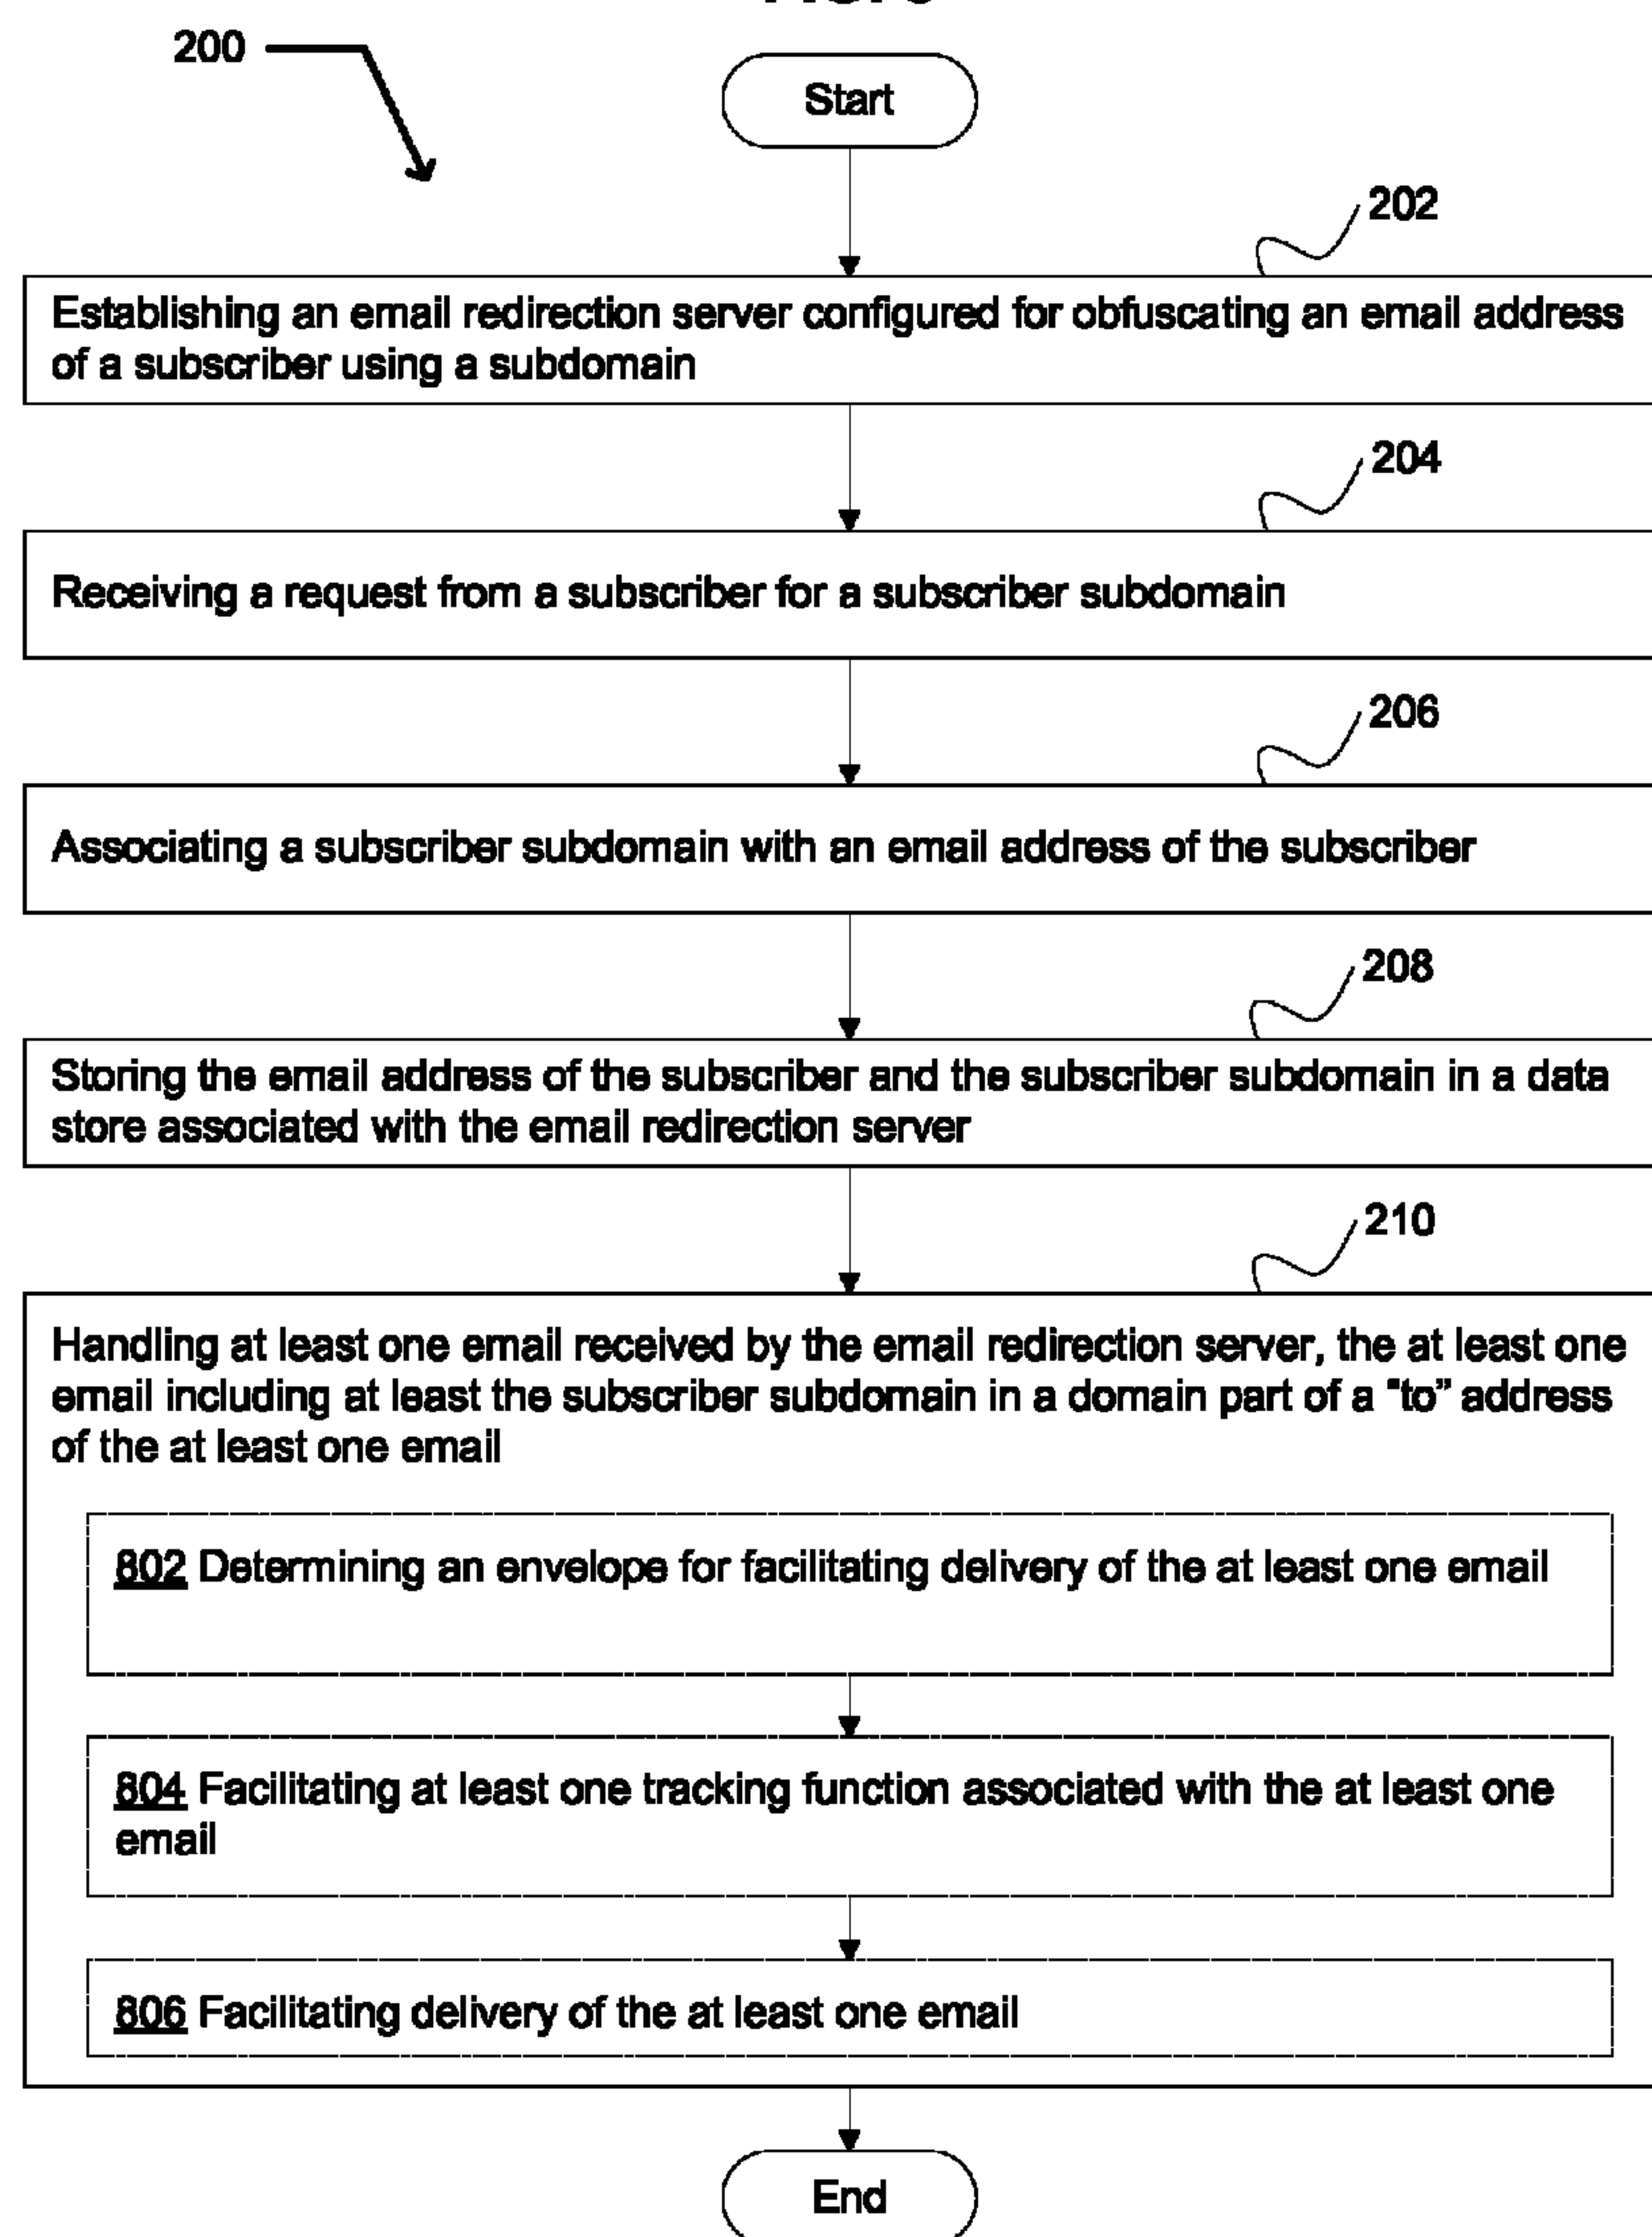 200
Start
202
Establishing an email redirection server configured for obfuscating an email address
of a subscriber using a subdomain
204
Receiving a request from a subscriber for a subscriber subdomain
206
Associating a subscriber subdomain with an email address of the subscriber
208
Storing the email address of the subscriber and the subscriber subdomain in a data
store associated with the email redirection server
210
Handling at least one email received by the email redirection server, the at least one
email including at least the subscriber subdomain in a domain part of a "to" address
of the at least one email
802 Determining an envelope for facilitating delivery of the at least one email
804 Facilitating at least one tracking function associated with the at least one
email
806 Facilitating delivery of the at least one email
End